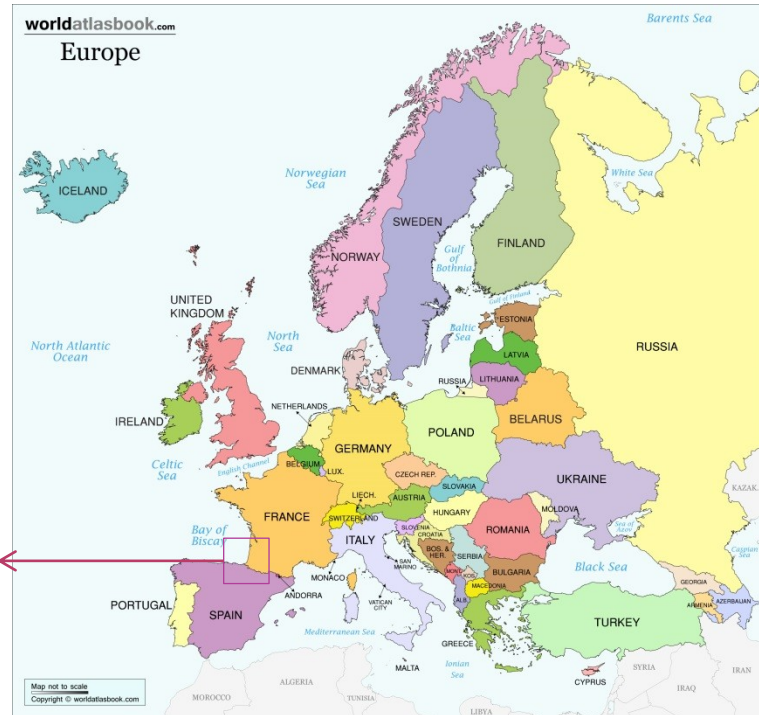 worldatlasbook.com
Europe
Barents Sea
ICELAND
Norwegian
Sea
White Sea
SWEDEN
FINLAND
NORWAY
Gulf
of
Bothnia
UNITED
KINGDOM
Gulf of Finland
ESTONIA
North Atlantic
Ocean
North
Sea
Baltic
Sea
RUSSIA
LATVIA
DENMARK
LITHUANIA
RUSSIA
NETHERLANDS
BELARUS
IRELAND
POLAND
GERMANY
Celtic
Sea
English Channel
BELGIUM
LUX.
CZECH REP.
UKRAINE
SLOVAKIA
KAZAK.
LIECH.
AUSTRIA
MOLDOVA
FRANCE
SWITZERLAND
HUNGARY
Bay of
Biscay
SLOVENIA
CROATIA
ROMANIA
Sea of
Azov
ITALY
Caspian
Sea
SAN
MARINO
BOS. &
HER.
SERBIA
MONACO
MONT.
KOS.
BULGARIA
Black Sea
GEORGIA
ANDORRA
MACEDONIA
VATICAN
CITY
ALB.
ARMENIA
AZERBAIJAN
PORTUGAL
SPAIN
TURKEY
Mediterranean Sea
GREECE
Ionian
Sea
MALTA
CYPRUS
SYRIA
IRAN
Map not to scale
Copyright © worldatlasbook.com
MOROCCO
ALGERIA
TUNISIA
LIBYA
IRAQ